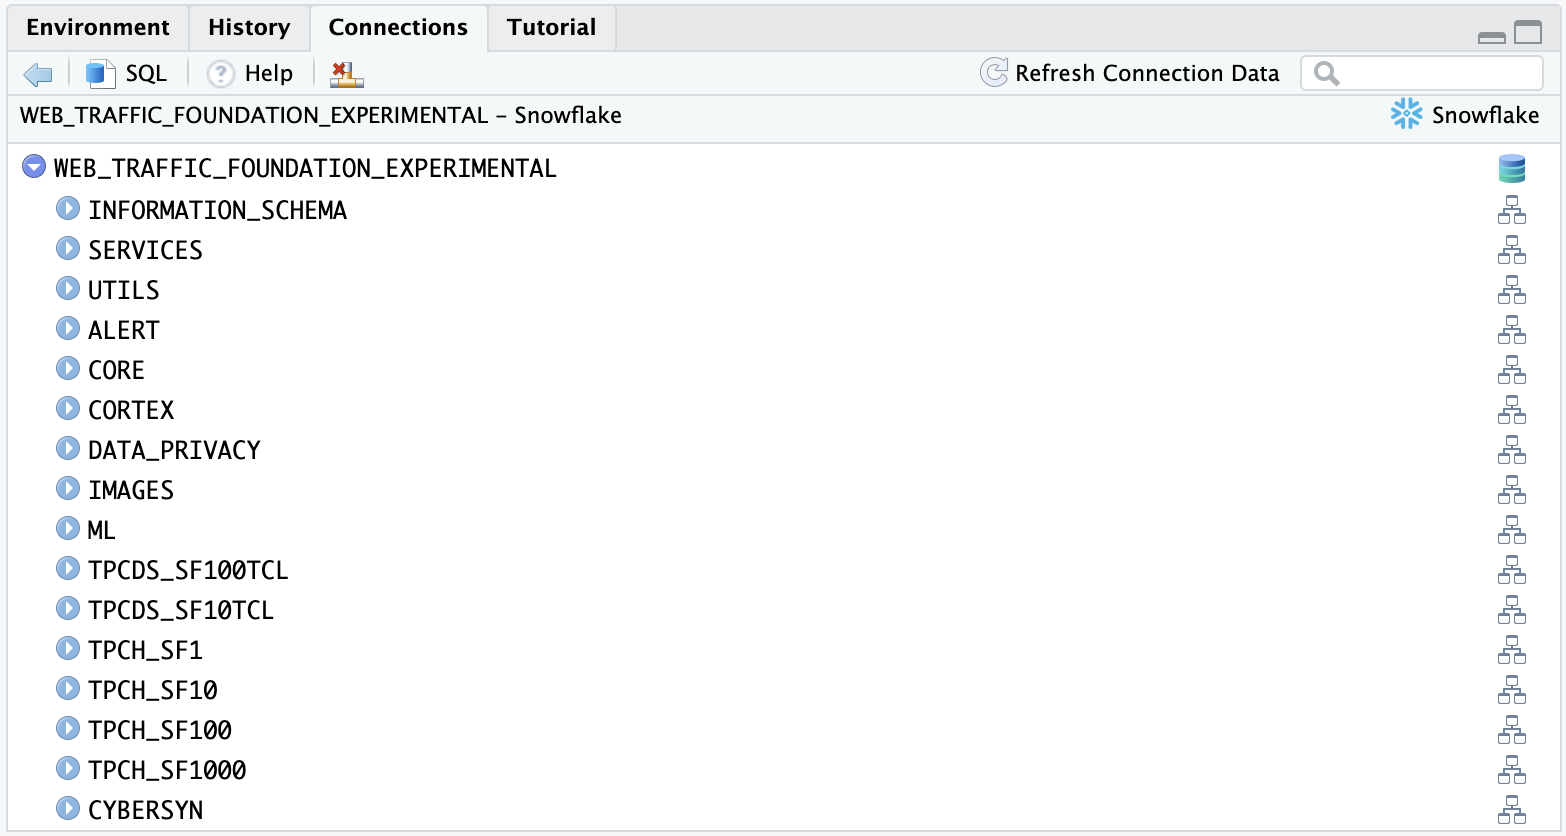 Environment History Connections Tutorial
SQL ? Help Refresh Connection Data
WEB_TRAFFIC_FOUNDATION_EXPERIMENTAL - Snowflake Snowflake
WEB_TRAFFIC_FOUNDATION_EXPERIMENTAL
INFORMATION_SCHEMA
SERVICES
UTILS
ALERT
CORE
CORTEX
DATA_PRIVACY
IMAGES
ML
TPCDS_SF100TCL
TPCDS_SF10TCL
TPCH_SF1
TPCH_SF10
TPCH_SF100
TPCH_SF1000
CYBERSYN